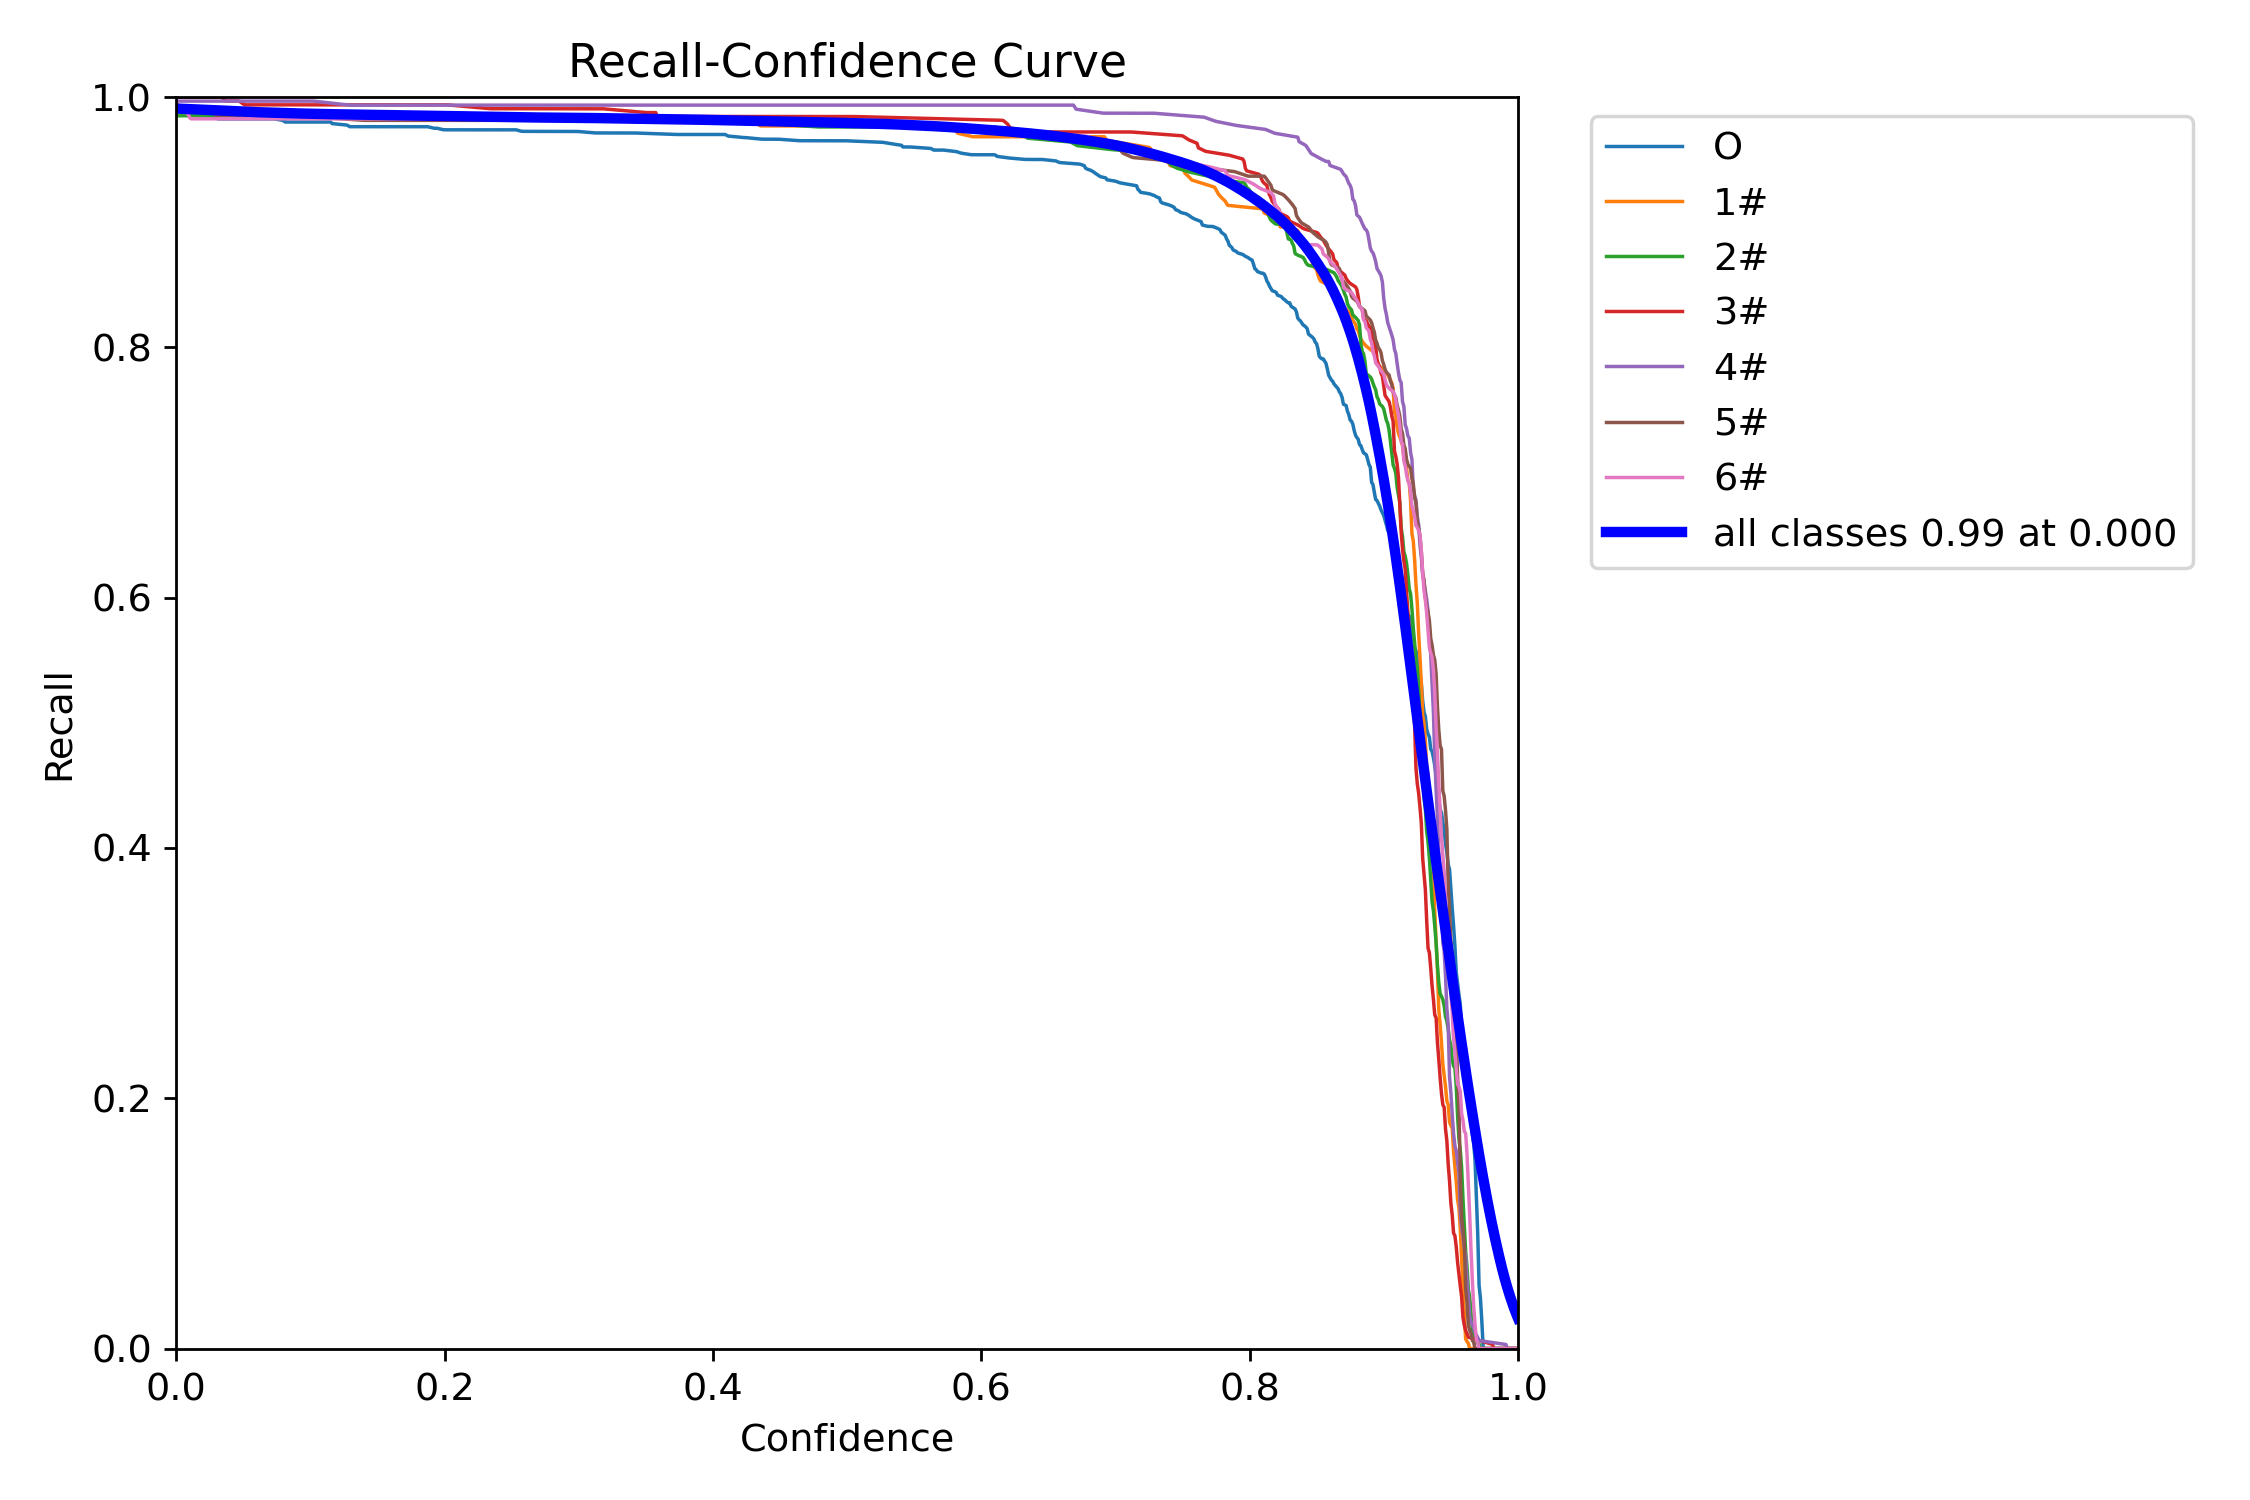 Recall-Confidence Curve
1.0
0.8
0.6
0.4
0.2
0.0
Recall
0.0 0.2 0.4 0.6 0.8 1.0
Confidence
O
1#
2#
3#
4#
5#
6#
all classes 0.99 at 0.000